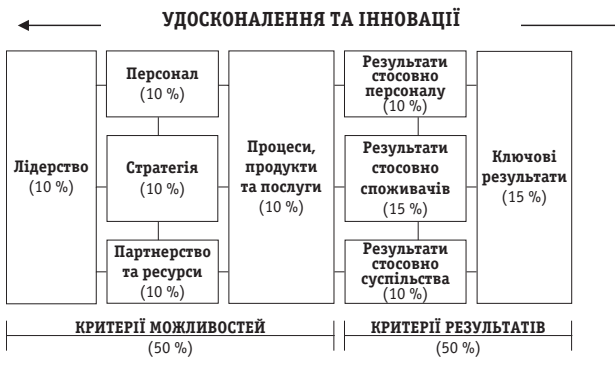 УДОСКОНАЛЕННЯ ТА ІННОВАЦІЇ
Лідерство
(10 %)
Персонал
(10 %)
Стратегія
(10 %)
Партнерство
та ресурси
(10 %)
Процеси,
продукти
та послуги
(10 %)
Результати
стосовно
персоналу
(10 %)
Результати
стосовно
споживачів
(15 %)
Результати
стосовно
суспільства
(10 %)
Ключові
результати
(15 %)
КРИТЕРІЇ МОЖЛИВОСТЕЙ
(50 %)
КРИТЕРІЇ РЕЗУЛЬТАТІВ
(50 %)